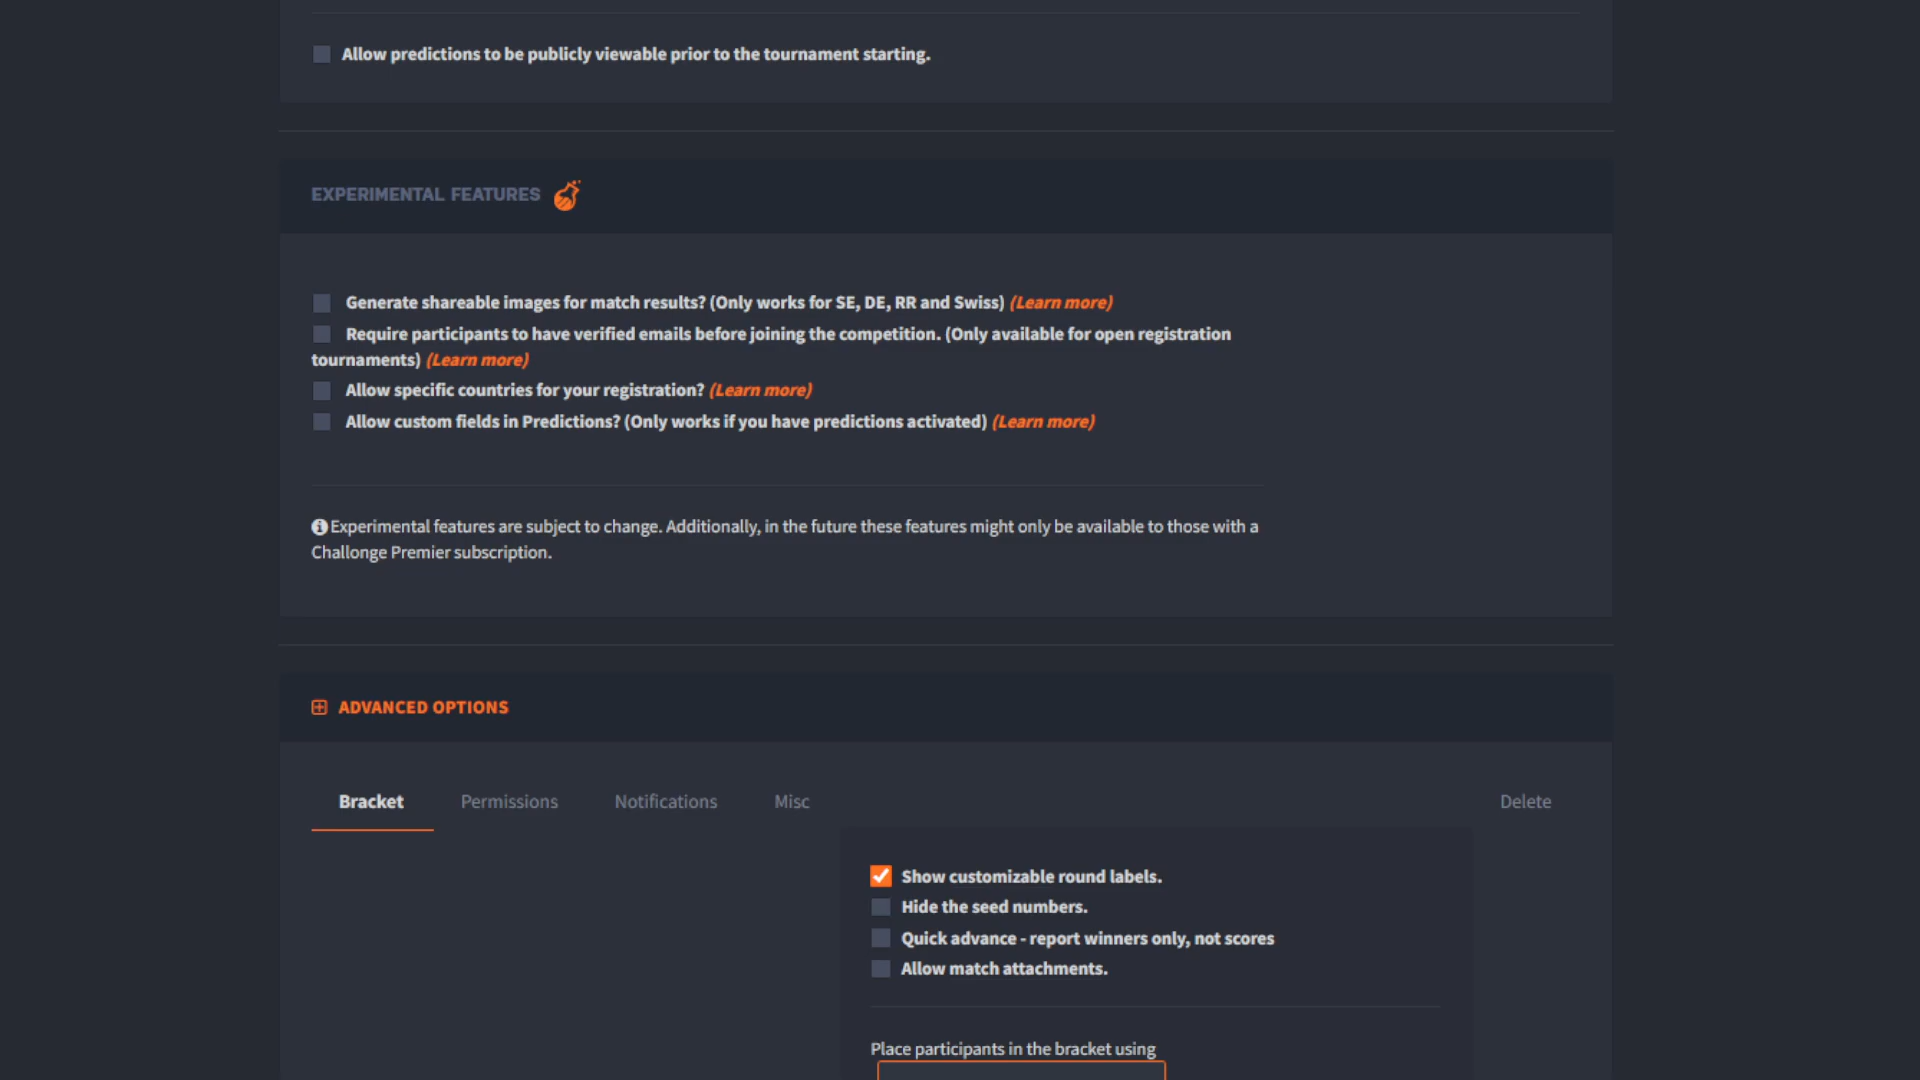 Allow predictions to be publicly viewable prior to the tournament starting.
EXPERIMENTAL FEATURES
Generate shareable images for match results? (Only works for SE, DE, RR and Swiss) (Learn more)
Require participants to have verified emails before joining the competition. (Only available for open registration
tournaments) (Learn more)
Allow specific countries for your registration? (Learn more)
Allow custom fields in Predictions? (Only works if you have predictions activated) (Learn more)
Experimental features are subject to change. Additionally, in the future these features might only be available to those with a
Challonge Premier subscription.
ADVANCED OPTIONS
Bracket Permissions Notifications Misc Delete
Show customizable round labels.
Hide the seed numbers.
Quick advance - report winners only, not scores
Allow match attachments.
Place participants in the bracket using